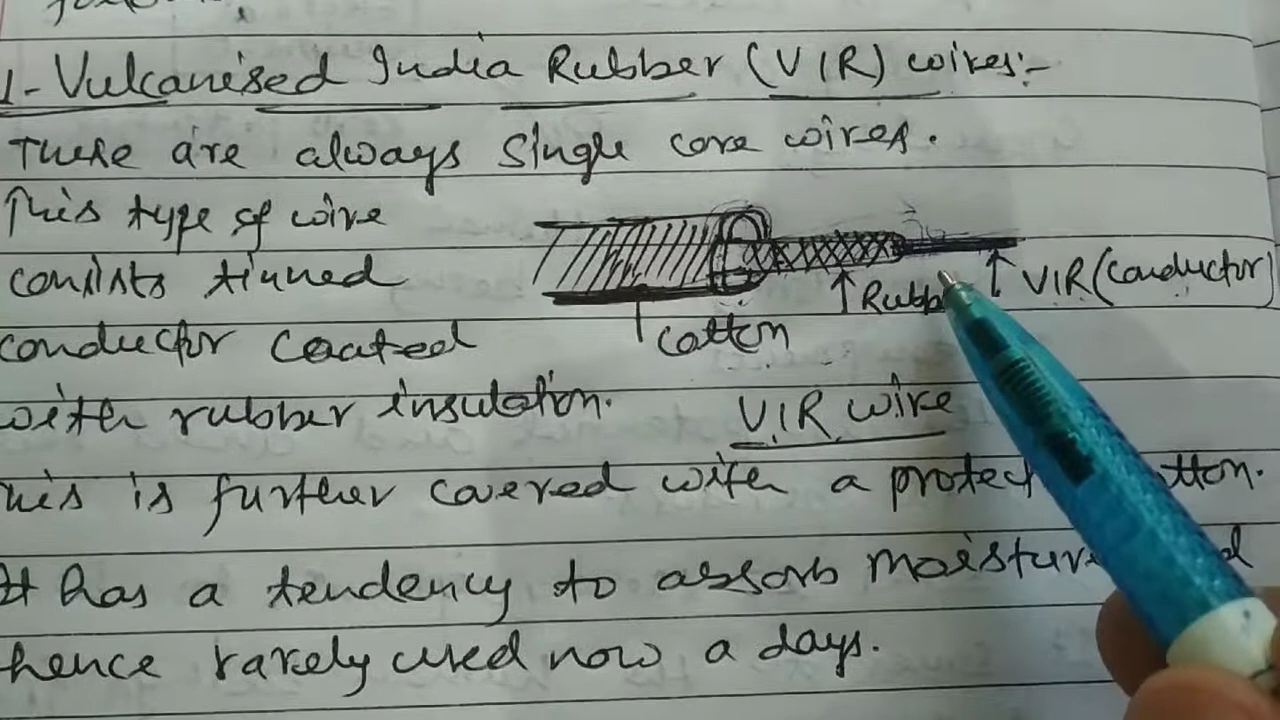 1-Vulcanised India Rubber (VIR) wires:-
These are always single core wires.
This type of wire
consists tinned
VIR (Conductor)
conductor coated
Cotton
with rubber insulation.
VIR wire
This is further covered with a
It has a tendency to absorb
hence rarely used now a days.